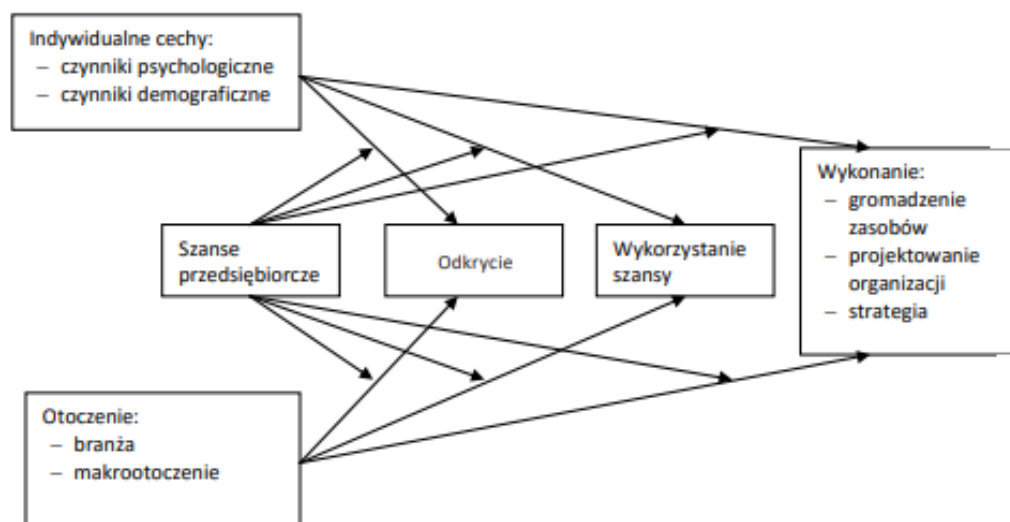 Indywidualne cechy:
– czynniki psychologiczne
– czynniki demograficzne
Wykonanie:
– gromadzenie
zasobów
– projektowanie
organizacji
– strategia
Szanse
przedsiębiorcze
Odkrycie
Wykorzystanie
szansy
Otoczenie:
– branża
– makrootoczenie